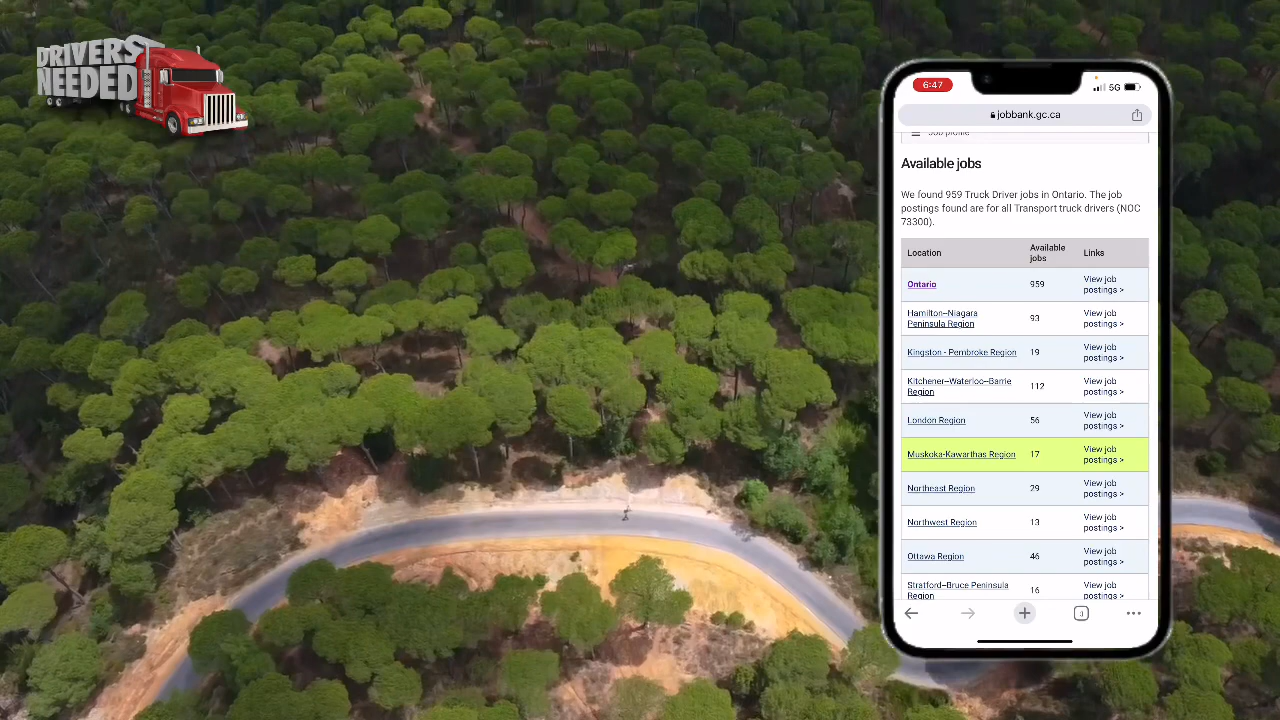 DRIVERS
NEEDED
6:47
5G
jobbank.gc.ca
Job profile
Available jobs
We found 959 Truck Driver jobs in Ontario. The job
postings found are for all Transport truck drivers (NOC
73300).
Location Available jobs Links
Ontario 959 View job postings >
Hamilton–Niagara Peninsula Region 93 View job postings >
Kingston - Pembroke Region 19 View job postings >
Kitchener–Waterloo–Barrie Region 112 View job postings >
London Region 56 View job postings >
Muskoka-Kawarthas Region 17 View job postings >
Northeast Region 29 View job postings >
Northwest Region 13 View job postings >
Ottawa Region 46 View job postings >
Stratford–Bruce Peninsula Region 16 View job postings >
3